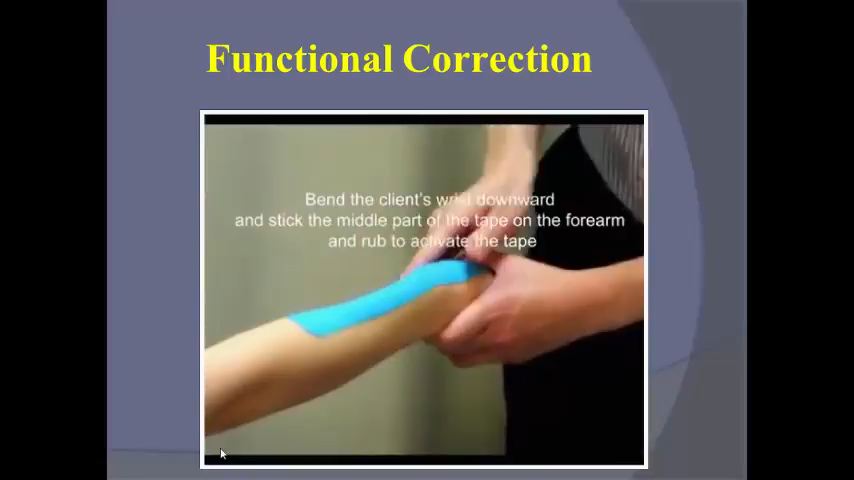 Functional Correction
Bend the client's wrist downward
and stick the middle part of the tape on the forearm
and rub to activate the tape